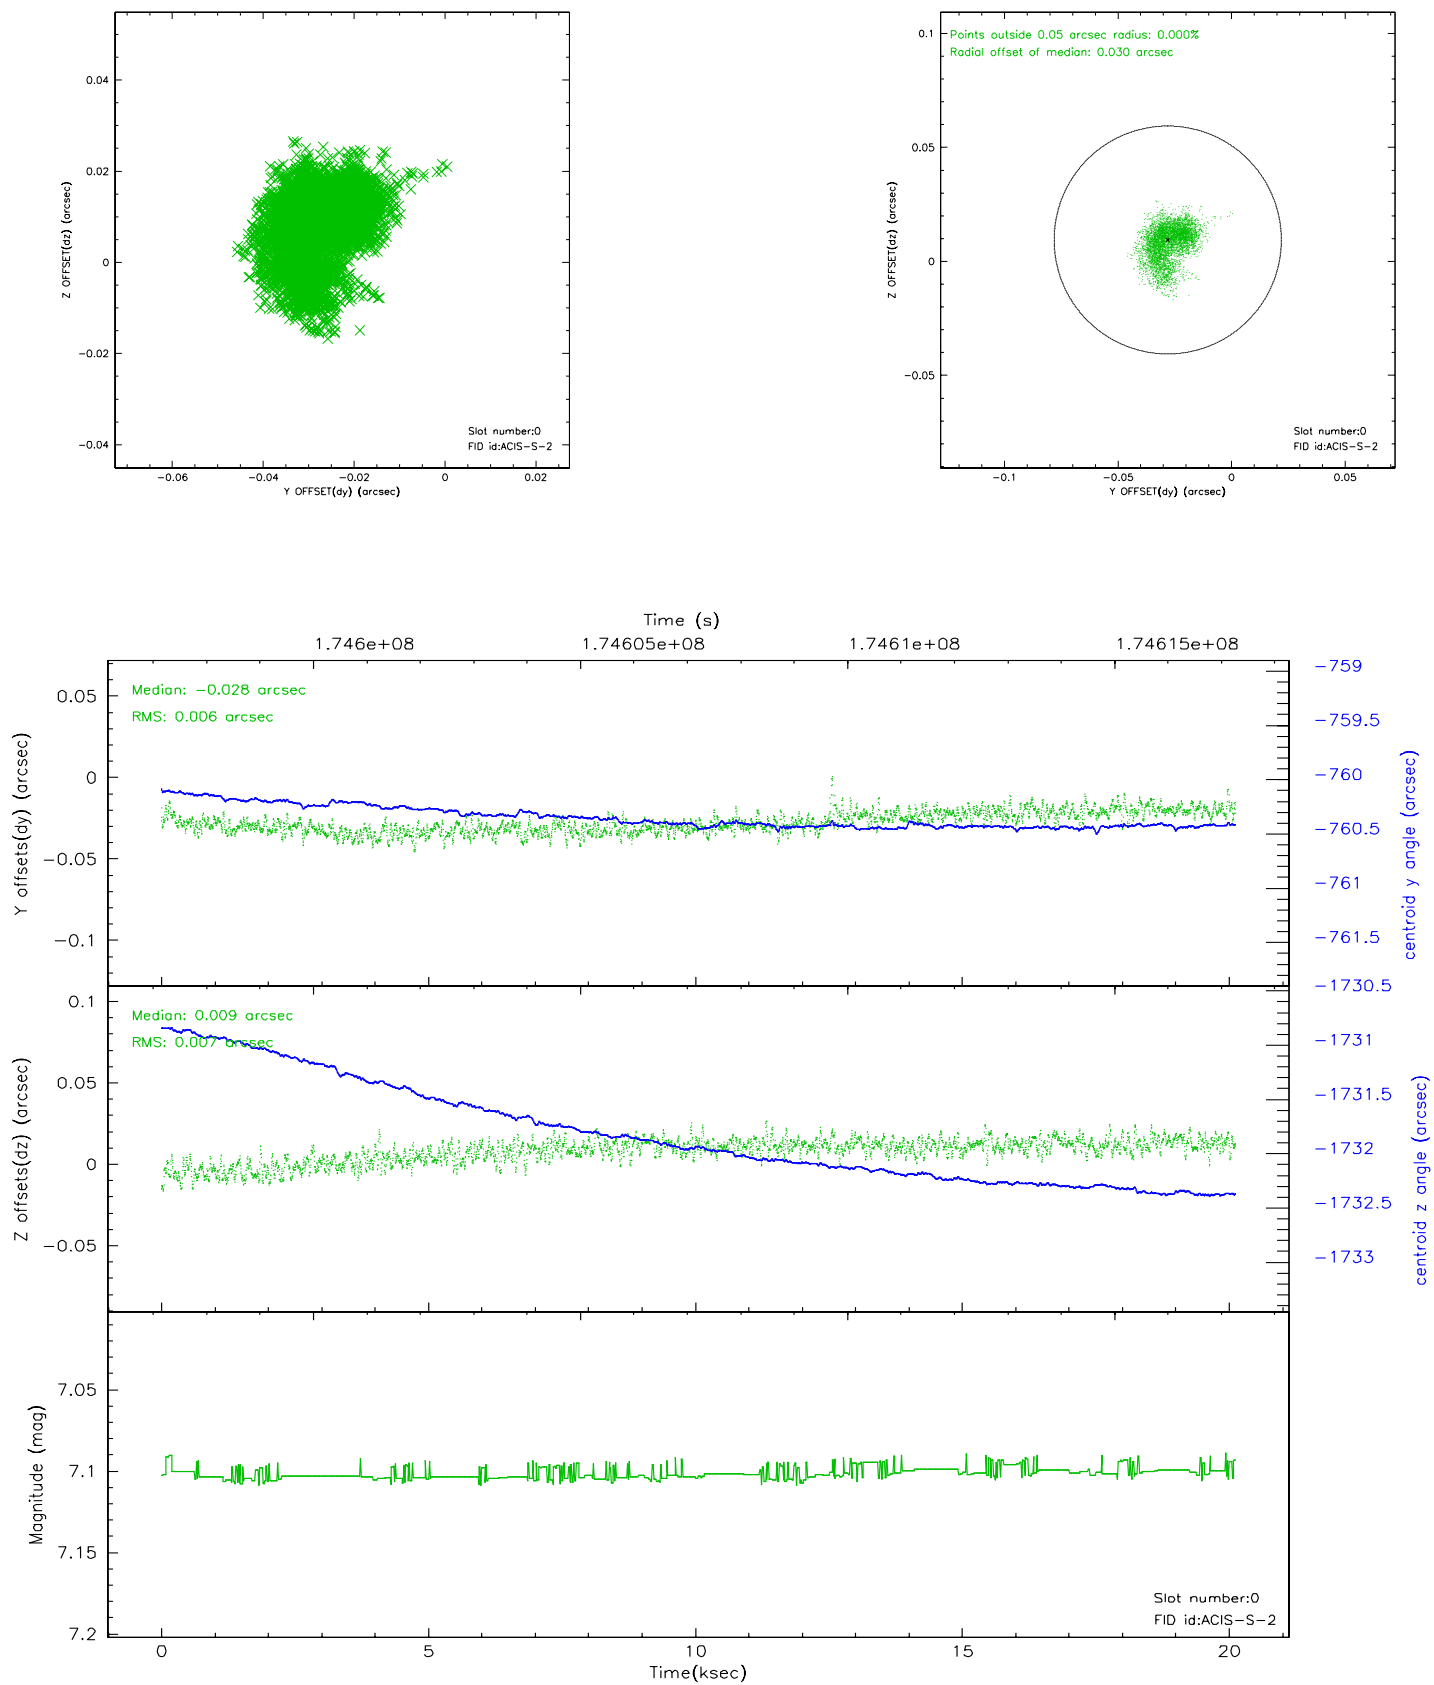 0.04
0.02
0
−0.02
−0.04
Z OFFSET(dz) (arcsec)
Slot number:0
FID id:ACIS−S−2
−0.06
−0.04
−0.02
0
0.02
Y OFFSET(dy) (arcsec)
Points outside 0.05 arcsec radius: 0.000%
Radial offset of median: 0.030 arcsec
0.1
0.05
0
−0.05
Z OFFSET(dz) (arcsec)
Slot number:0
FID id:ACIS−S−2
−0.1
−0.05
0
0.05
Y OFFSET(dy) (arcsec)
Time (s)
1.746e+08
1.74605e+08
1.7461e+08
1.74615e+08
Median: −0.028 arcsec
RMS: 0.006 arcsec
0.05
0
−0.05
−0.1
Y offsets(dy) (arcsec)
−759
−759.5
−760
−760.5
−761
−761.5
centroid y angle (arcsec)
Median: 0.009 arcsec
RMS: 0.007 arcsec
0.1
0.05
0
−0.05
Z offsets(dz) (arcsec)
−1730.5
−1731
−1731.5
−1732
−1732.5
−1733
centroid z angle (arcsec)
7.05
7.1
7.15
7.2
Magnitude (mag)
Slot number:0
FID id:ACIS−S−2
0
5
10
15
20
Time(ksec)